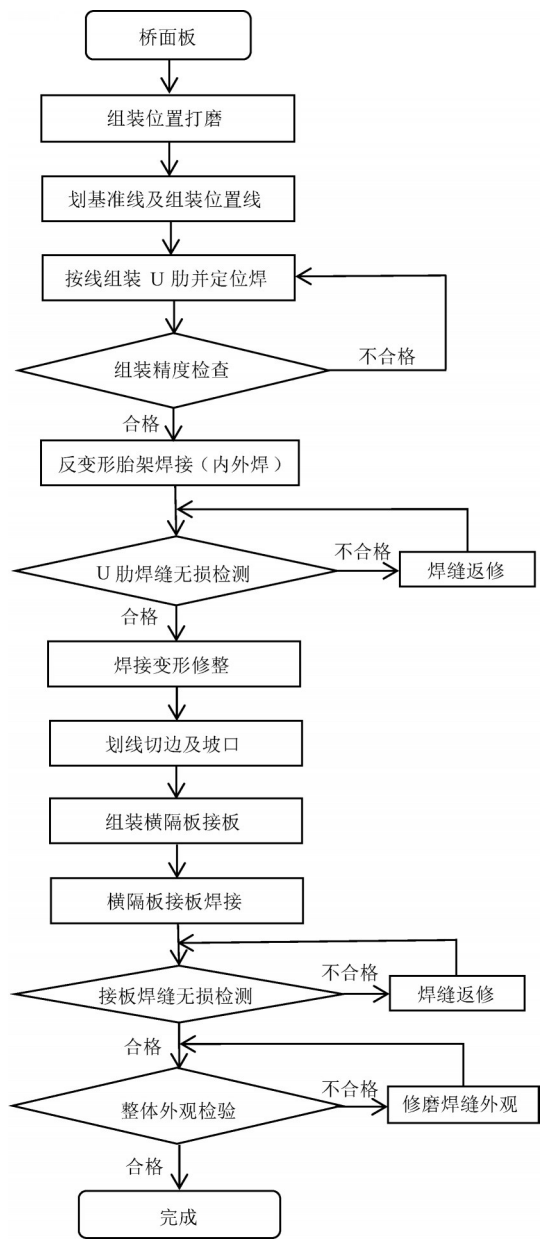 桥面板
组装位置打磨
划基准线及组装位置线
按线组装 U 肋并定位焊
组装精度检查
不合格
合格
反变形胎架焊接（内外焊）
不合格
U 肋焊缝无损检测
焊缝返修
合格
焊接变形修整
划线切边及坡口
组装横隔板接板
横隔板接板焊接
不合格
接板焊缝无损检测
焊缝返修
合格
不合格
整体外观检验
修磨焊缝外观
合格
完成